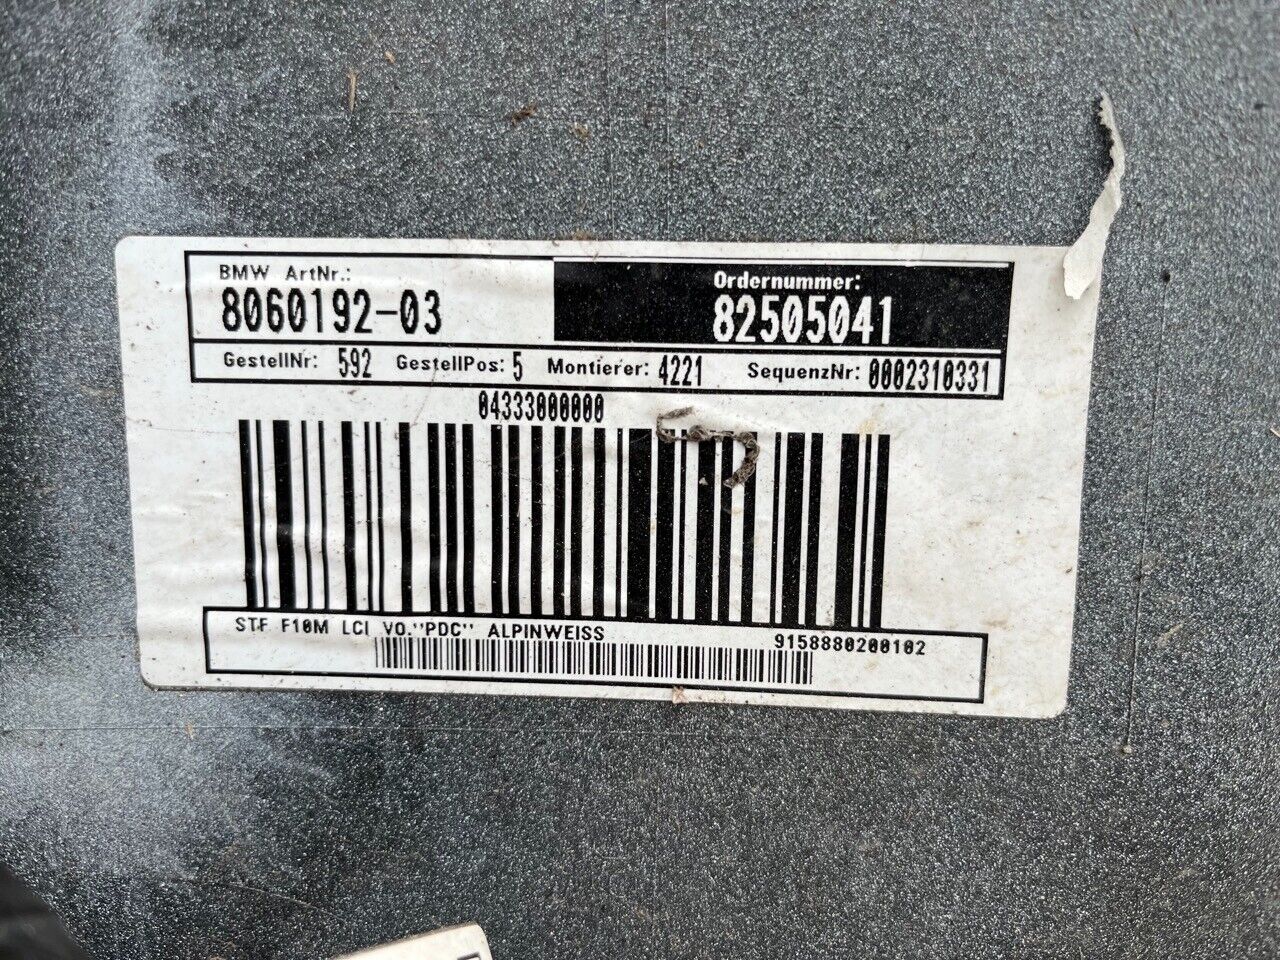 BMW ArtNr.:
8060192-03
Ordernummer:
82505041
GestellNr: 592 GestellPos: 5 Montierer: 4221 SequenzNr: 0002310331
04333000000
STF F10M LCI VO."PDC" ALPINWEISS 9158880200102